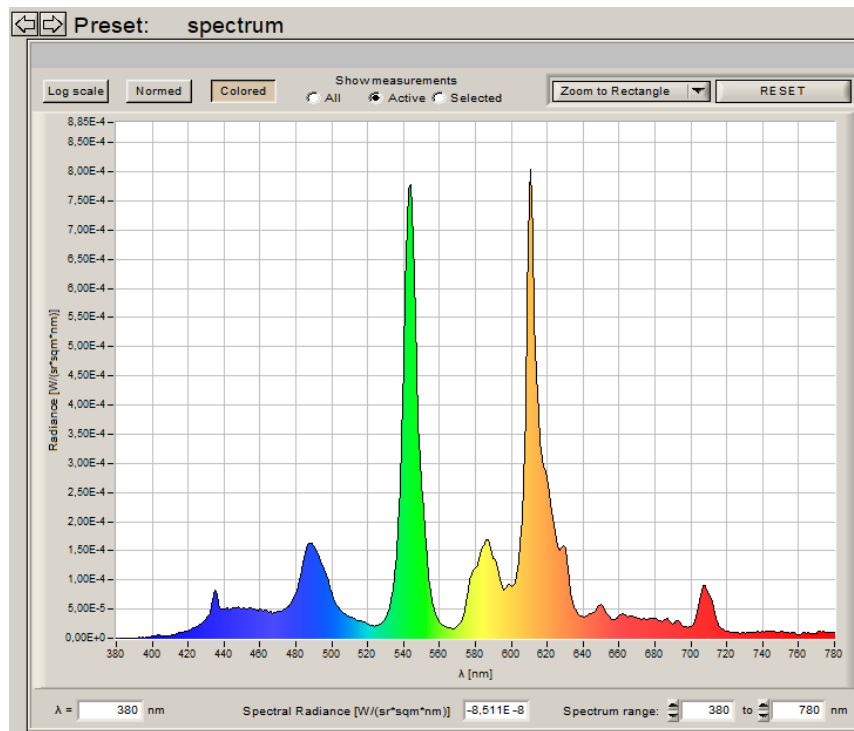 Preset: spectrum
Show measurements
Log scale Normed Colored All Active Selected Zoom to Rectangle RESET
8,85E-4
8,50E-4
8,00E-4
7,50E-4
7,00E-4
6,50E-4
6,00E-4
5,50E-4
5,00E-4
4,50E-4
4,00E-4
3,50E-4
3,00E-4
2,50E-4
2,00E-4
1,50E-4
1,00E-4
5,00E-5
0,00E+0
Radiance [W/(sr*sqm*nm)]
380 400 420 440 460 480 500 520 540 560 580 600 620 640 660 680 700 720 740 760 780
λ [nm]
λ = 380 nm Spectral Radiance [W/(sr*sqm*nm)] -8,511E-8 Spectrum range: 380 to 780 nm